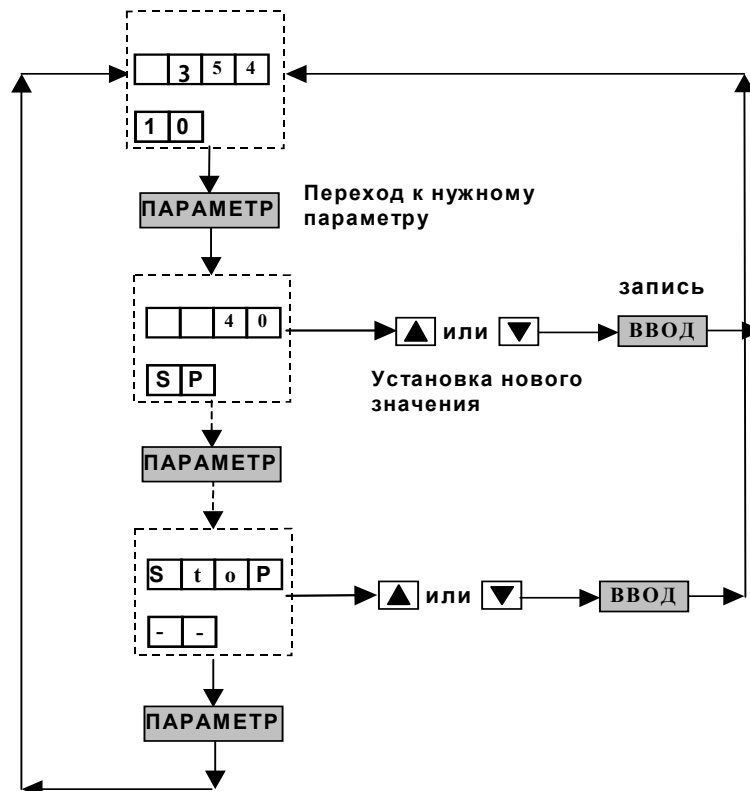 3 5 4
1 0
ПАРАМЕТР
Переход к нужному
параметру
4 0
S P
или
запись
ВВОД
Установка нового
значения
ПАРАМЕТР
S t o P
- -
или
ВВОД
ПАРАМЕТР